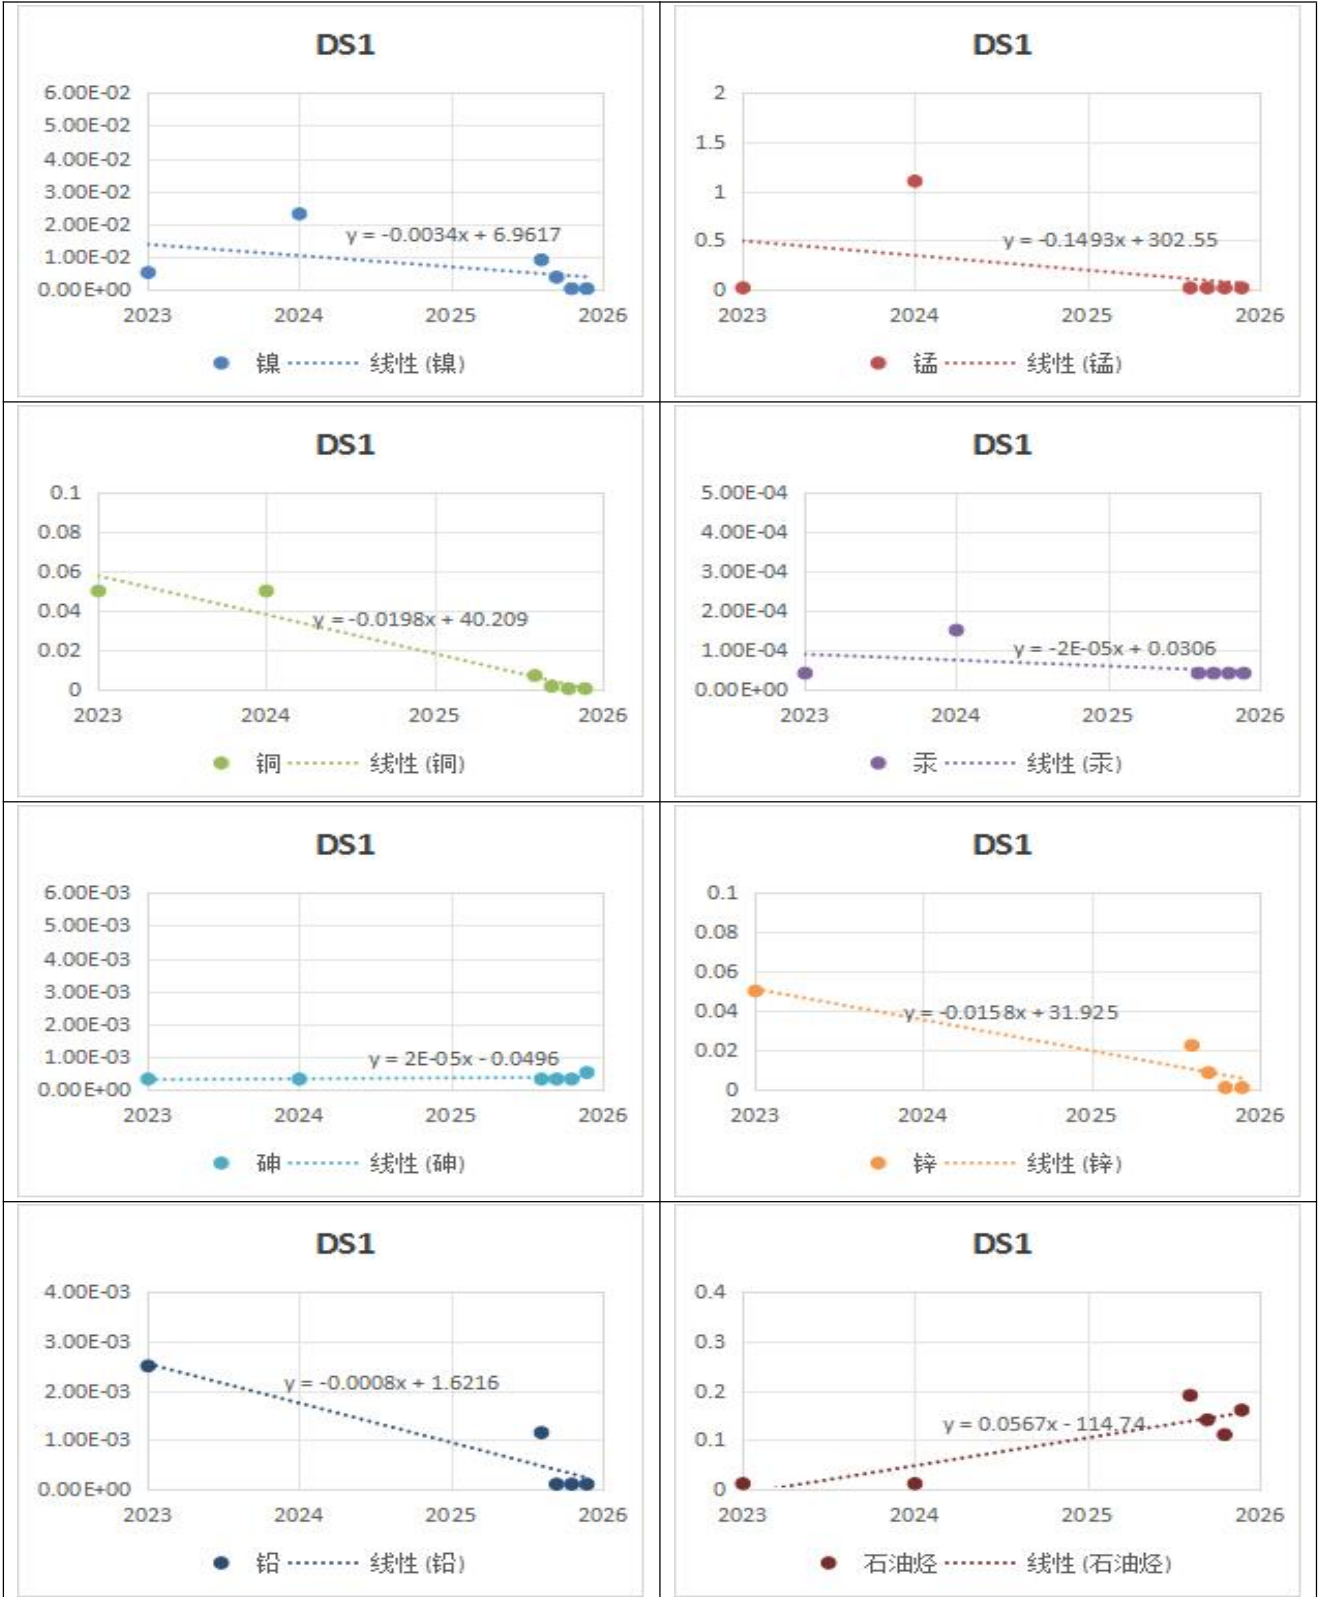 DS1
6.00E-02
5.00E-02
4.00E-02
3.00E-02
2.00E-02
1.00E-02
0.00E+00
y = -0.0034x + 6.9617
2023 2024 2025 2026
镍 线性 (镍)
DS1
2
1.5
1
0.5
0
y = -0.1493x + 302.55
2023 2024 2025 2026
锰 线性 (锰)
DS1
0.1
0.08
0.06
0.04
0.02
0
y = -0.0198x + 40.209
2023 2024 2025 2026
铜 线性 (铜)
DS1
5.00E-04
4.00E-04
3.00E-04
2.00E-04
1.00E-04
0.00E+00
y = -2E-05x + 0.0306
2023 2024 2025 2026
汞 线性 (汞)
DS1
6.00E-03
5.00E-03
4.00E-03
3.00E-03
2.00E-03
1.00E-03
0.00E+00
y = 2E-05x - 0.0496
2023 2024 2025 2026
砷 线性 (砷)
DS1
0.1
0.08
0.06
0.04
0.02
0
y = -0.0158x + 31.925
2023 2024 2025 2026
锌 线性 (锌)
DS1
4.00E-03
3.00E-03
2.00E-03
1.00E-03
0.00E+00
y = -0.0008x + 1.6216
2023 2024 2025 2026
铅 线性 (铅)
DS1
0.4
0.3
0.2
0.1
0
y = 0.0567x - 114.74
2023 2024 2025 2026
石油烃 线性 (石油烃)